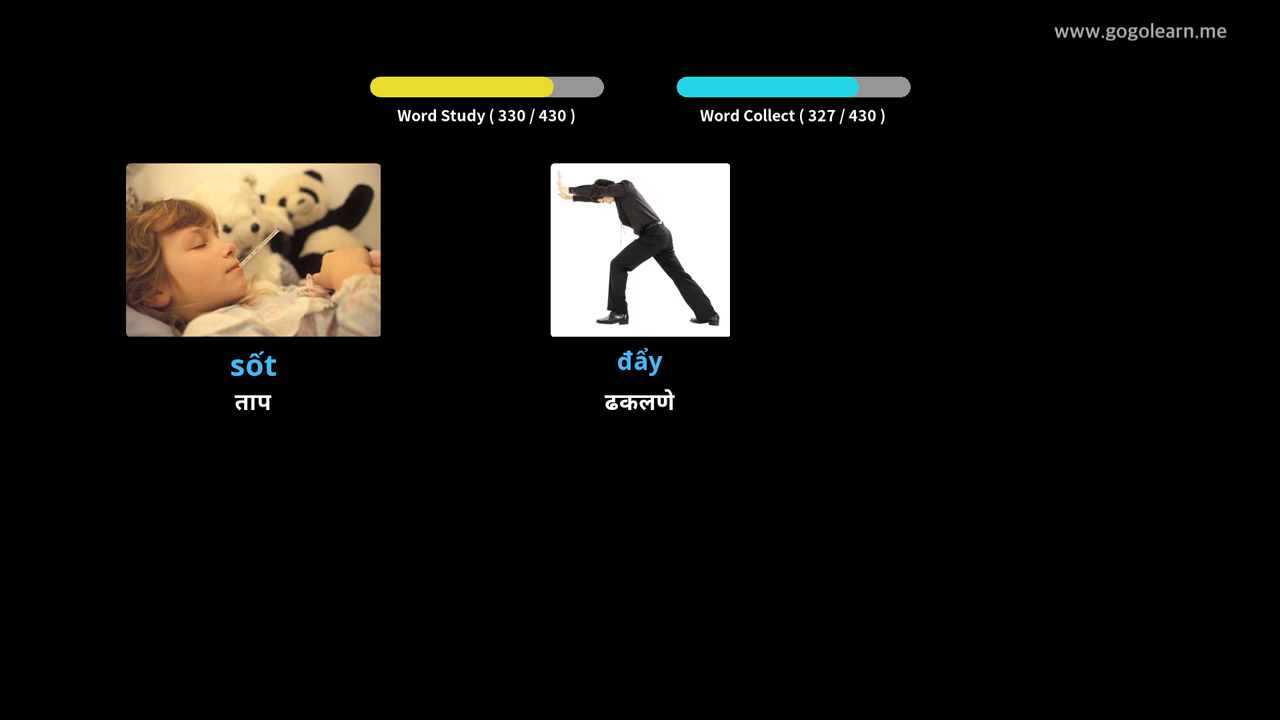 www.gogolearn.me
Word Study ( 330 / 430 )
Word Collect ( 327 / 430 )
sốt
ताप
đẩy
ढकलणे